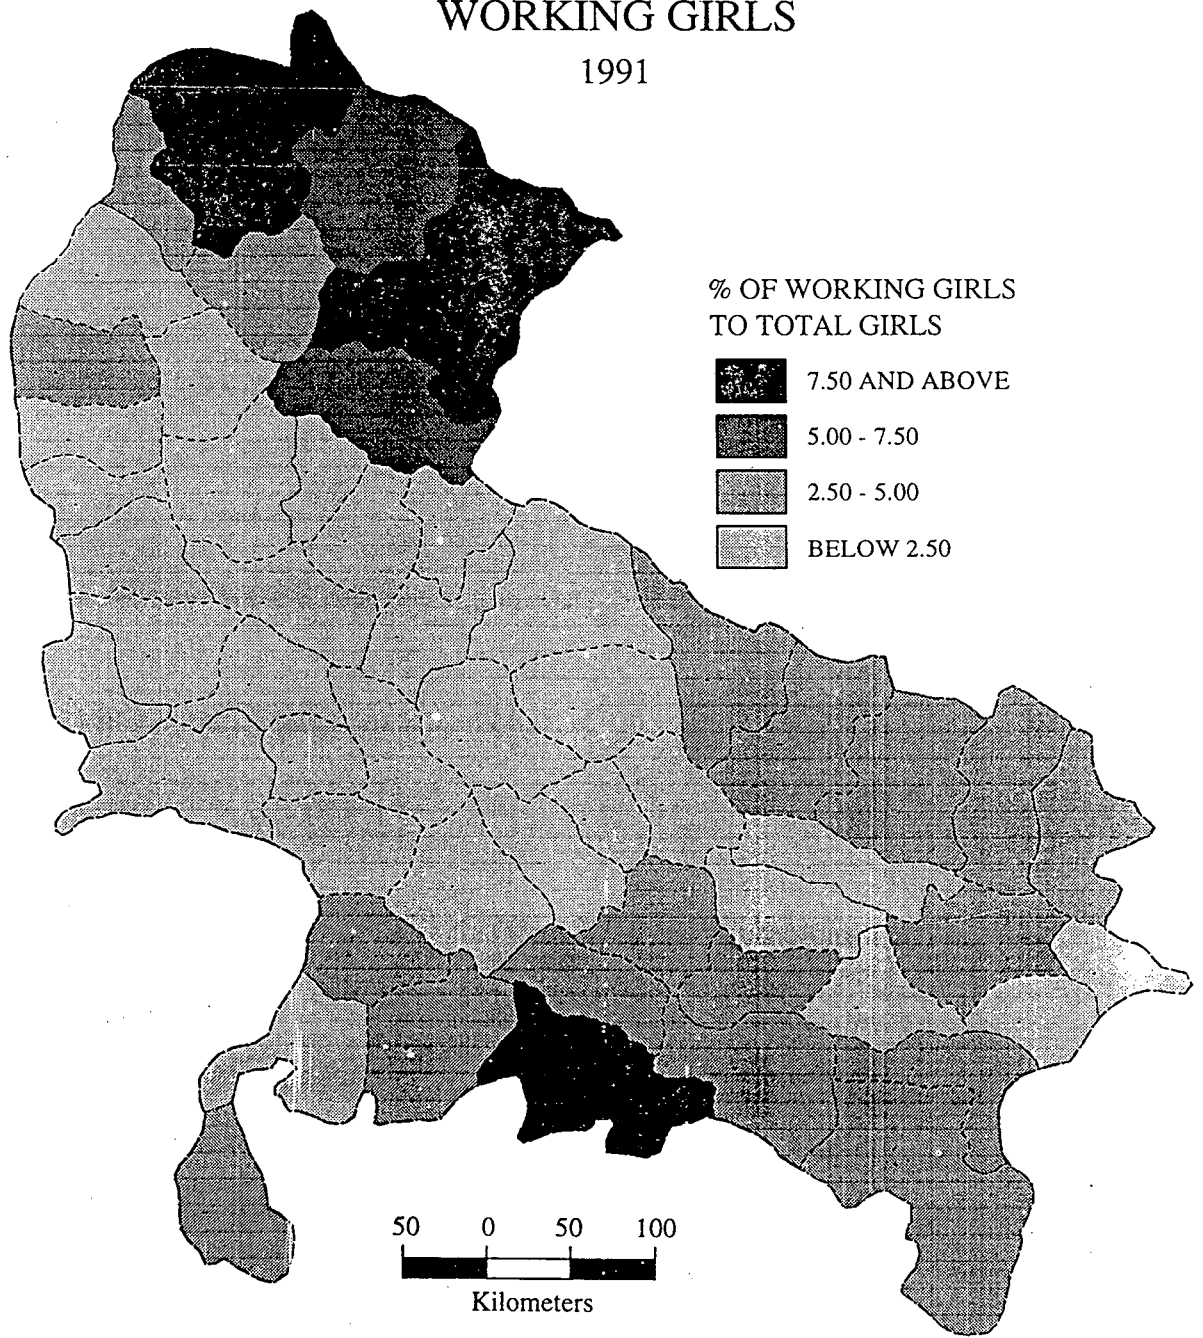 WORKING GIRLS
1991
% OF WORKING GIRLS
TO TOTAL GIRLS
7.50 AND ABOVE
5.00 - 7.50
2.50 - 5.00
BELOW 2.50
50 0 50 100
Kilometers